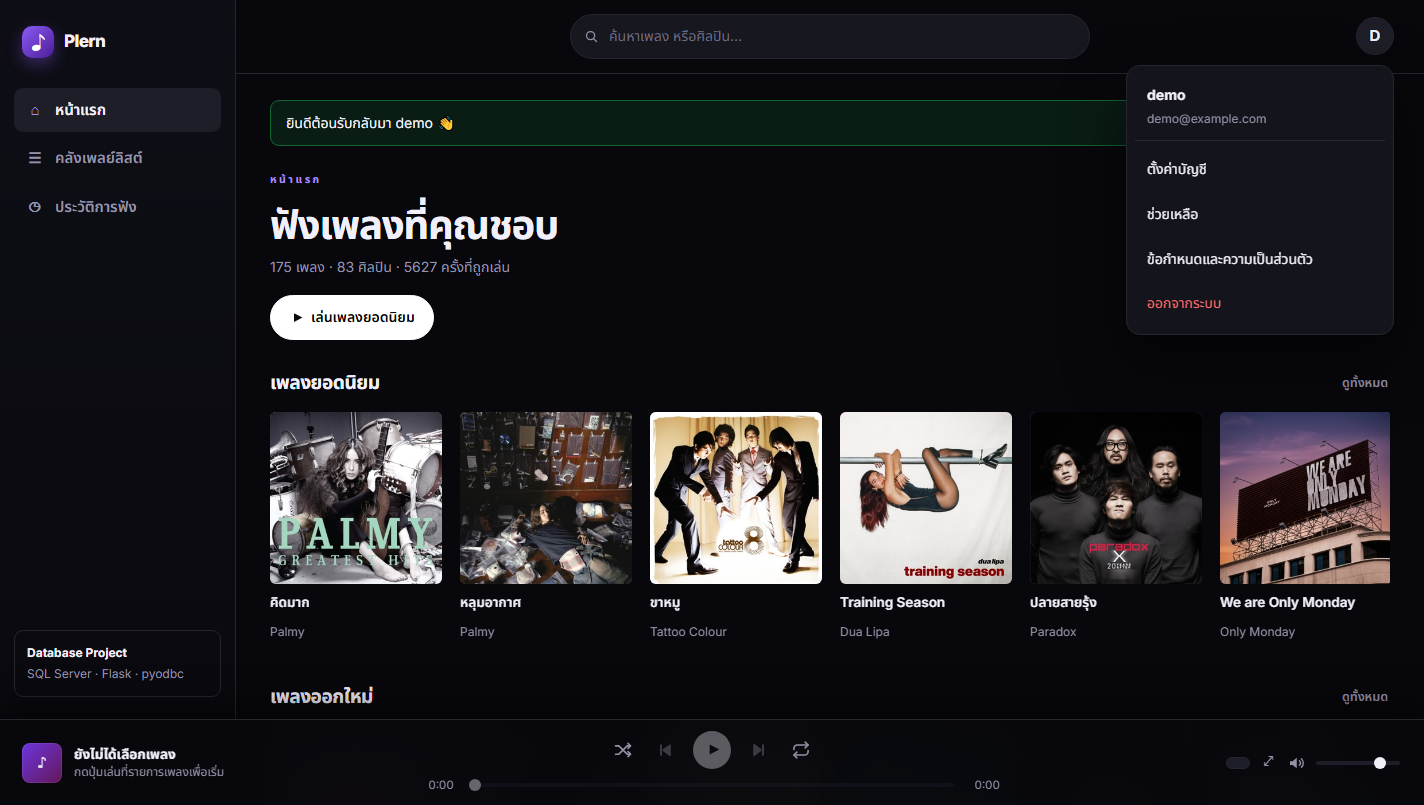 Plern
ค้นหาเพลง หรือศิลปิน...
D
หน้าแรก
คลังเพลย์ลิสต์
ประวัติการฟัง
demo
demo@example.com
ตั้งค่าบัญชี
ช่วยเหลือ
ข้อกำหนดและความเป็นส่วนตัว
ออกจากระบบ
ยินดีต้อนรับกลับมา demo 👋
หน้าแรก
ฟังเพลงที่คุณชอบ
175 เพลง · 83 ศิลปิน · 5627 ครั้งที่ถูกเล่น
เล่นเพลงยอดนิยม
เพลงยอดนิยม
ดูทั้งหมด
PALMY
GREATEST HITS
tattoo
COLOUR 8
dua lipa
training season
paradox
X
WE ARE
ONLY
MONDAY
คิดมาก
Palmy
หลุมอากาศ
Palmy
ขาหมู
Tattoo Colour
Training Season
Dua Lipa
ปลายสายรุ้ง
Paradox
We are Only Monday
Only Monday
Database Project
SQL Server · Flask · pyodbc
เพลงออกใหม่
ดูทั้งหมด
ยังไม่ได้เลือกเพลง
กดปุ่มเล่นที่รายการเพลงเพื่อเริ่ม
0:00
0:00